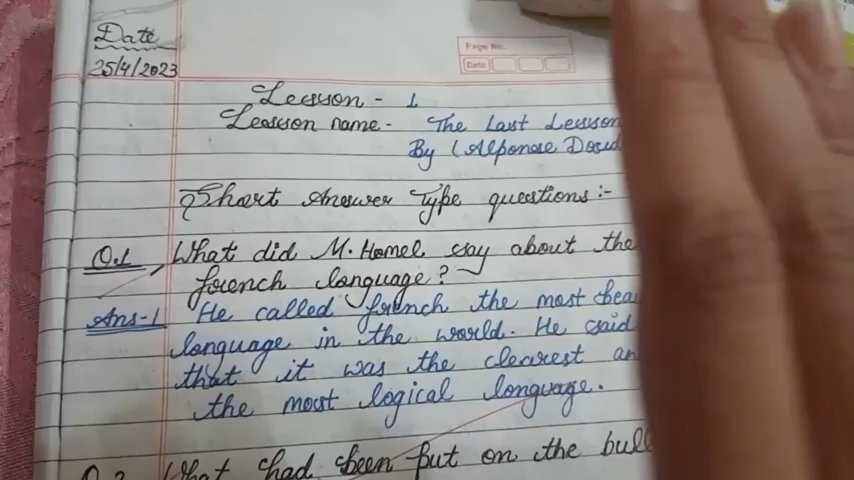 Date
25/4/2023
Page No.
Date
Lesson - 1
Lesson name - The Last Lesson
By (Alponse
Short Answer Type questions:-
Q.1 What did M. Hamel say about the
french language?
Ans-1 He called french the most
language in the world. He said
that it was the clearest
the most logical language.
What had been put on the